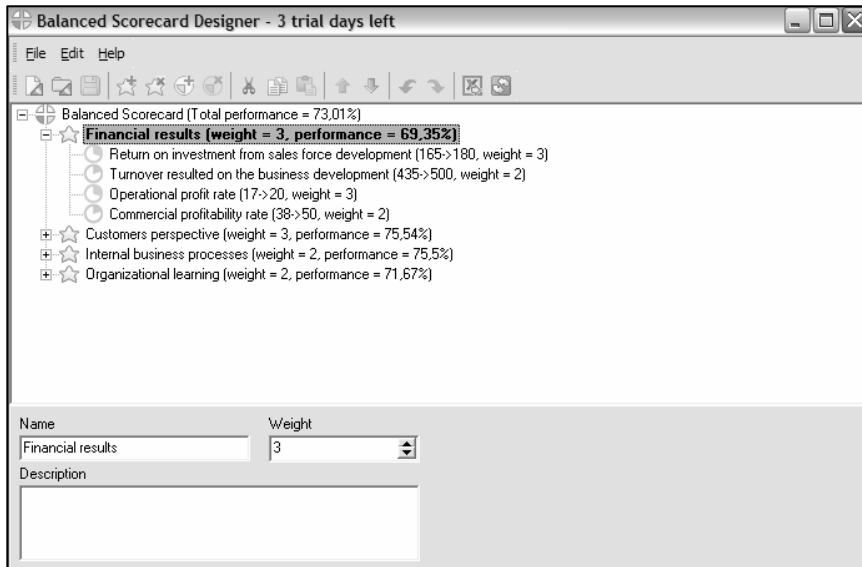 Balanced Scorecard Designer - 3 trial days left
File Edit Help
Balanced Scorecard (Total performance = 73,01%)
Financial results (weight = 3, performance = 69,35%)
Return on investment from sales force development (165->180, weight = 3)
Turnover resulted on the business development (435->500, weight = 2)
Operational profit rate (17->20, weight = 3)
Commercial profitability rate (38->50, weight = 2)
Customers perspective (weight = 3, performance = 75,54%)
Internal business processes (weight = 2, performance = 75,5%)
Organizational learning (weight = 2, performance = 71,67%)
Name Weight
Financial results 3
Description